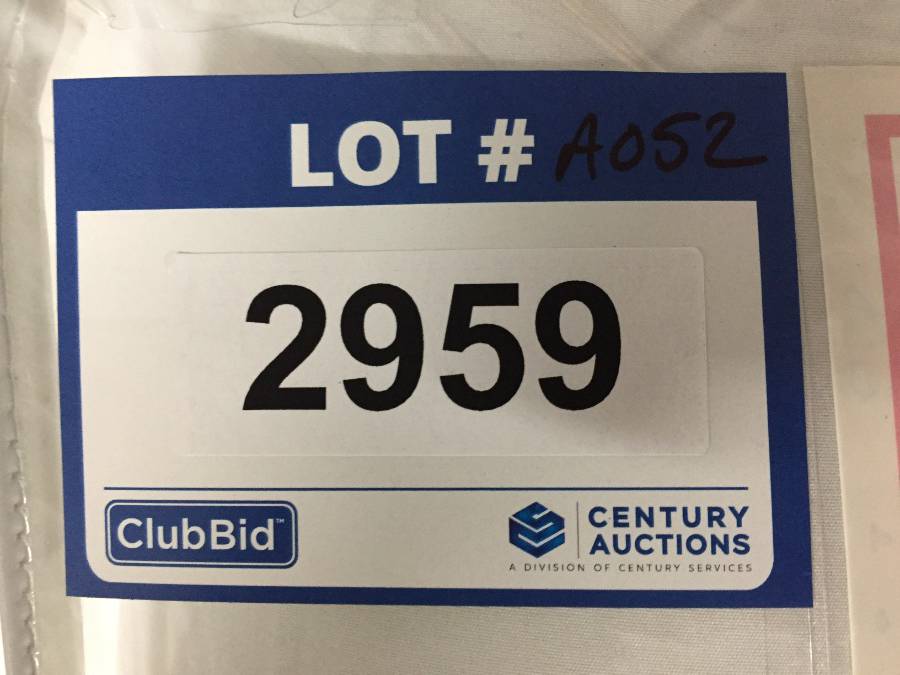 LOT # A052
2959
ClubBid™
CENTURY
AUCTIONS
A DIVISION OF CENTURY SERVICES